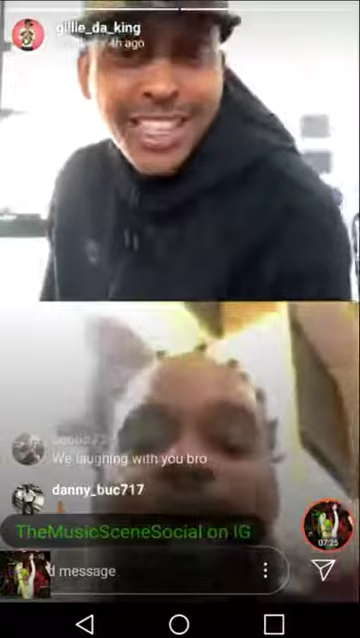 gillie_da_king
4h ago
We laughing with you bro
danny_buc717
TheMusicSceneSocial on IG
07:25
d message